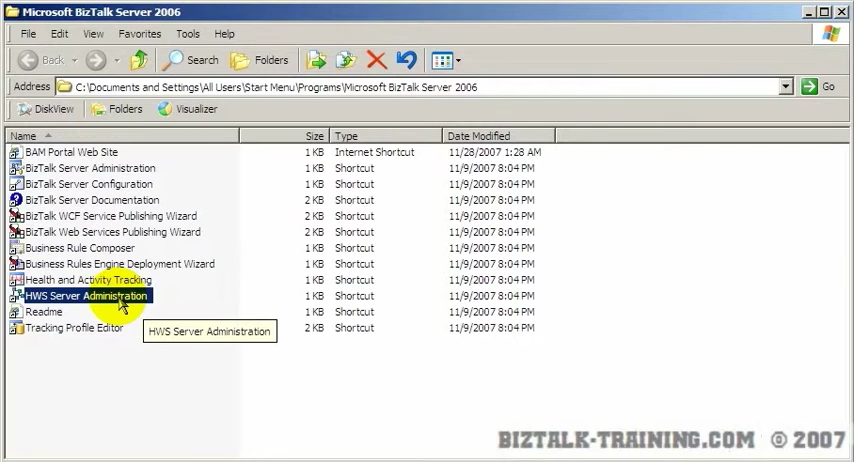 Microsoft BizTalk Server 2006
File Edit View Favorites Tools Help
Back Search Folders
Address C:\Documents and Settings\All Users\Start Menu\Programs\Microsoft BizTalk Server 2006 Go
DiskView Folders Visualizer
Name Size Type Date Modified
BAM Portal Web Site 1 KB Internet Shortcut 11/28/2007 1:28 AM
BizTalk Server Administration 1 KB Shortcut 11/9/2007 8:04 PM
BizTalk Server Configuration 1 KB Shortcut 11/9/2007 8:04 PM
BizTalk Server Documentation 2 KB Shortcut 11/9/2007 8:04 PM
BizTalk WCF Service Publishing Wizard 2 KB Shortcut 11/9/2007 8:04 PM
BizTalk Web Services Publishing Wizard 2 KB Shortcut 11/9/2007 8:04 PM
Business Rule Composer 1 KB Shortcut 11/9/2007 8:04 PM
Business Rules Engine Deployment Wizard 1 KB Shortcut 11/9/2007 8:04 PM
Health and Activity Tracking 1 KB Shortcut 11/9/2007 8:04 PM
HWS Server Administration 1 KB Shortcut 11/9/2007 8:04 PM
Readme 1 KB Shortcut 11/9/2007 8:04 PM
Tracking Profile Editor 2 KB Shortcut 11/9/2007 8:04 PM
HWS Server Administration
BIZTALK-TRAINING.COM © 2007